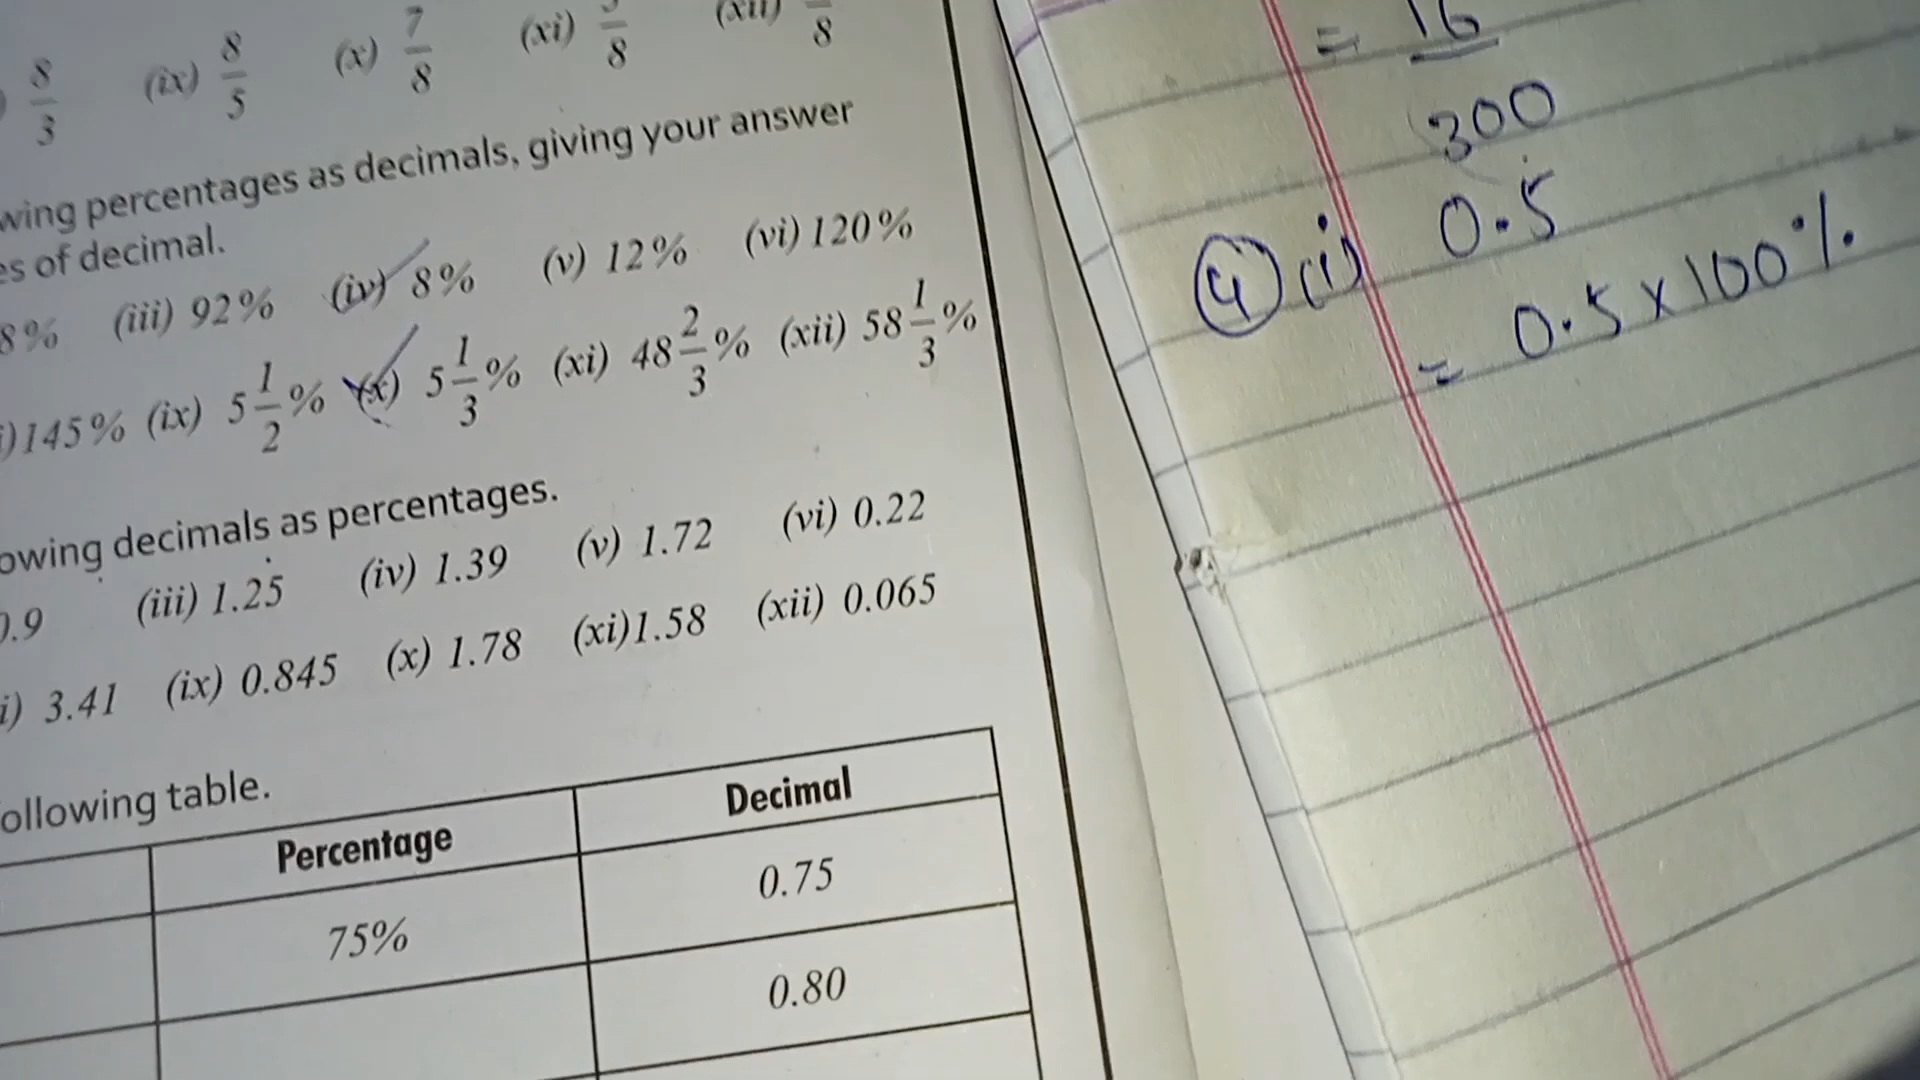 8/3 (ix) 8/5 (x) 7/8 (xi) /8 (xii) /8
percentages as decimals, giving your answer
of decimal.
8% (iii) 92% (iv) 8% (v) 12% (vi) 120%
i) 145% (ix) 5 1/2% (x) 5 1/3% (xi) 48 2/3% (xii) 58 1/3%
owing decimals as percentages.
0.9 (iii) 1.25 (iv) 1.39 (v) 1.72 (vi) 0.22
i) 3.41 (ix) 0.845 (x) 1.78 (xi) 1.58 (xii) 0.065
ollowing table.
Percentage Decimal
75% 0.75
0.80
= 16
300
4 (i) 0.5
= 0.5 x 100%